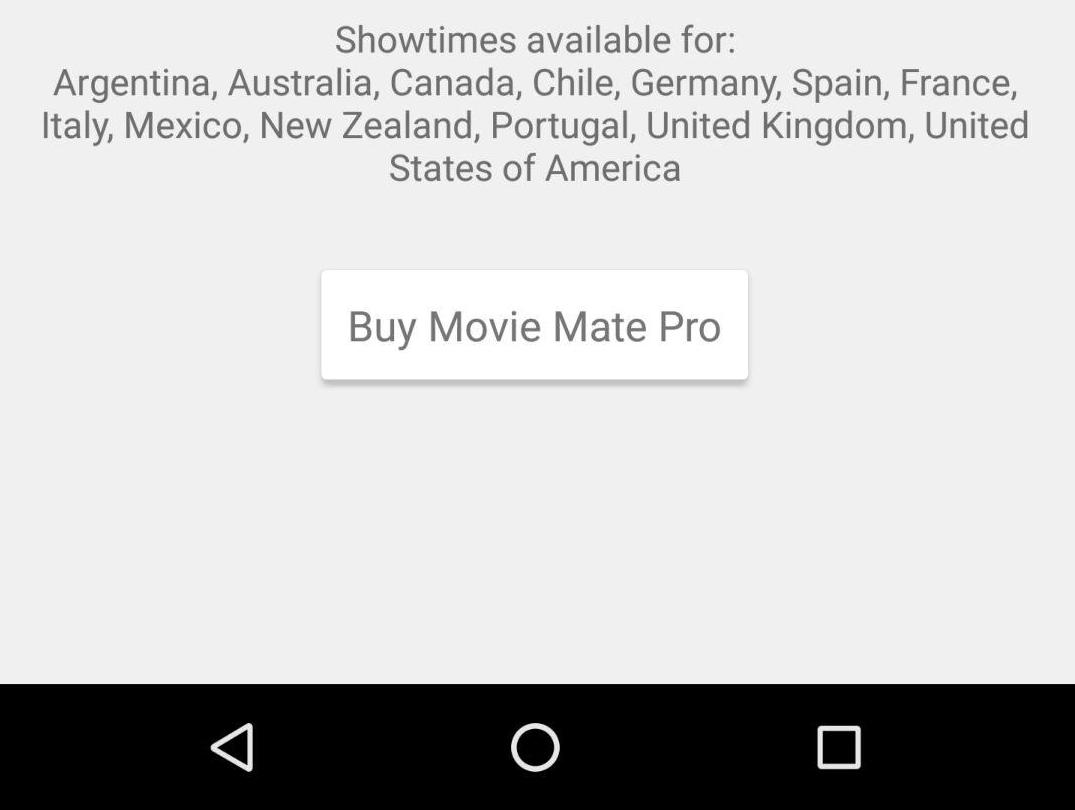 Showtimes available for:
Argentina, Australia, Canada, Chile, Germany, Spain, France,
Italy, Mexico, New Zealand, Portugal, United Kingdom, United
States of America
Buy Movie Mate Pro